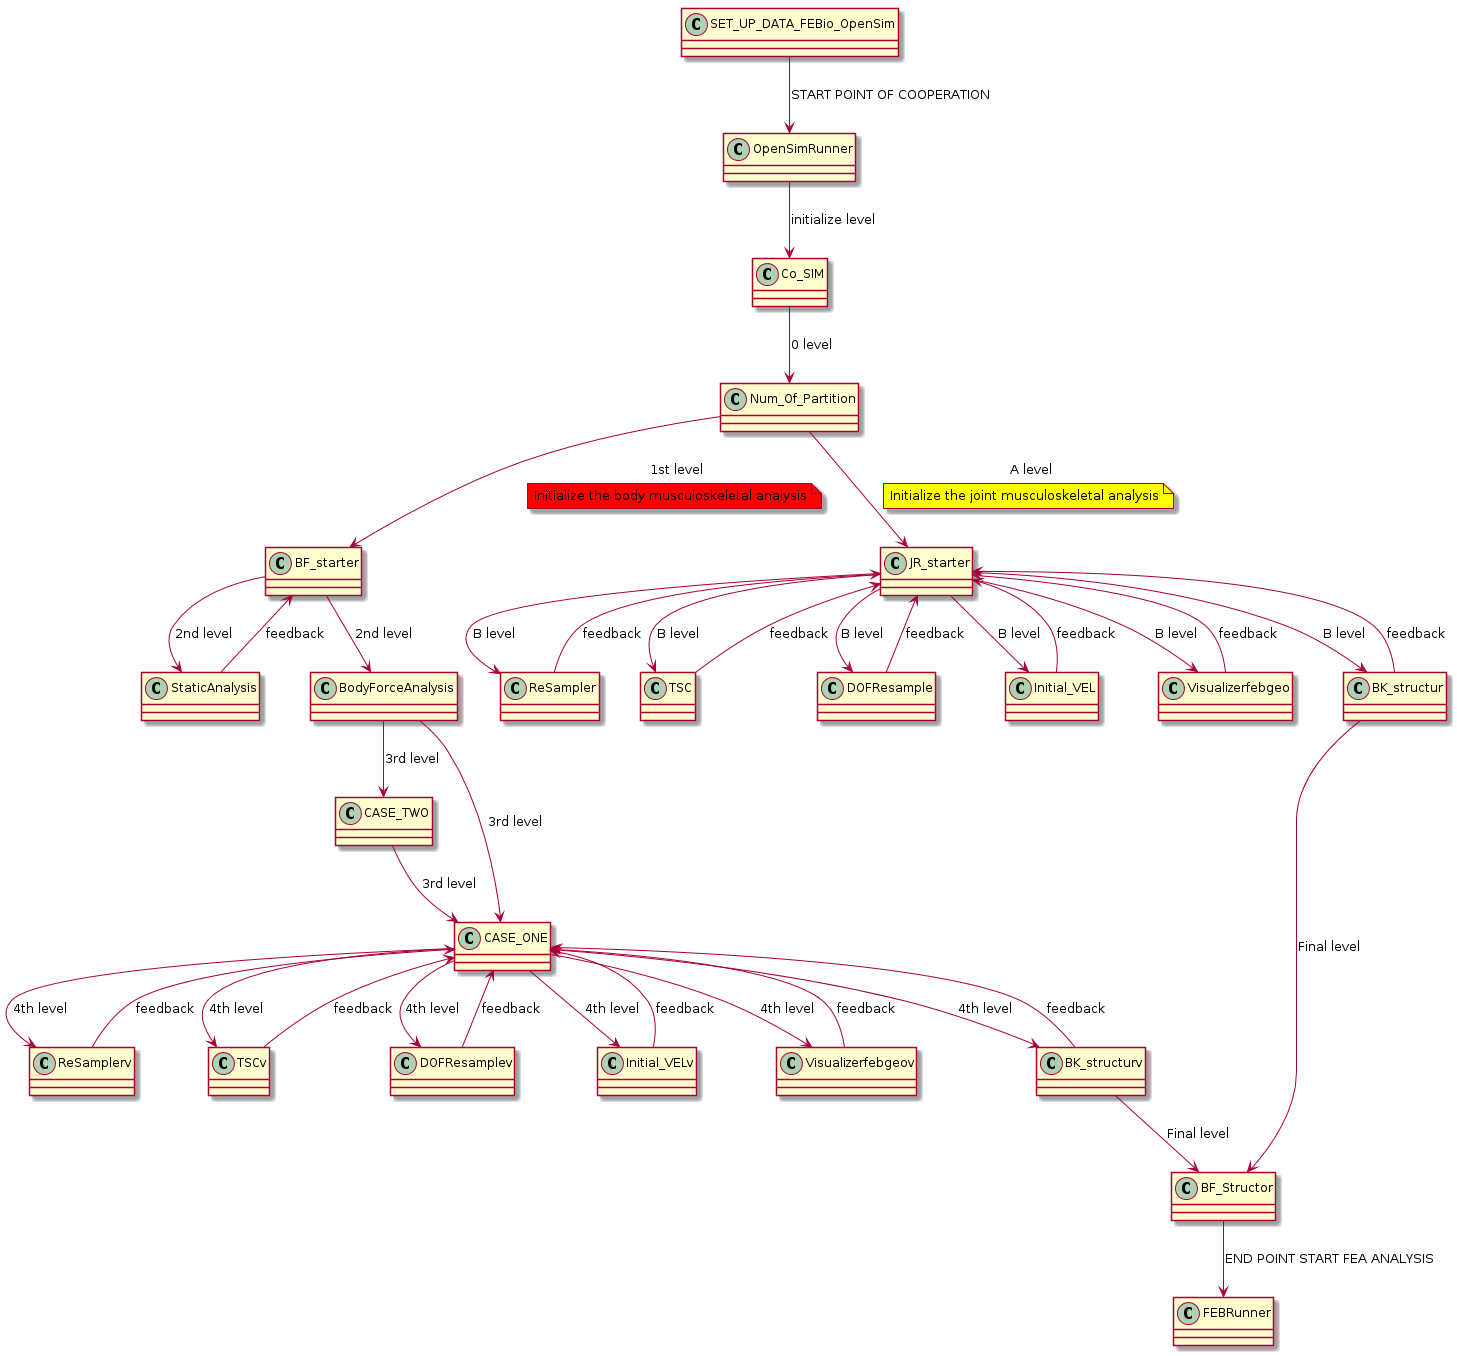 C SET_UP_DATA_FEBio_OpenSim
START POINT OF COOPERATION
C OpenSimRunner
initialize level
C Co_SIM
0 level
C Num_Of_Partition
1st level
Initialize the body musculoskeletal analysis
A level
Initialize the joint musculoskeletal analysis
C BF_starter
C JR_starter
2nd level
feedback
2nd level
B level
feedback
B level
feedback
B level
feedback
B level
feedback
B level
feedback
B level
feedback
C StaticAnalysis
C BodyForceAnalysis
C ReSampler
C TSC
C DOFResample
C Initial_VEL
C Visualizerfebgeo
C BK_structur
3rd level
C CASE_TWO
3rd level
3rd level
C CASE_ONE
Final level
4th level
feedback
4th level
feedback
4th level
feedback
4th level
feedback
4th level
feedback
4th level
feedback
C ReSamplerv
C TSCv
C DOFResamplev
C Initial_VELv
C Visualizerfebgeov
C BK_structurv
Final level
C BF_Structor
END POINT START FEA ANALYSIS
C FEBRunner